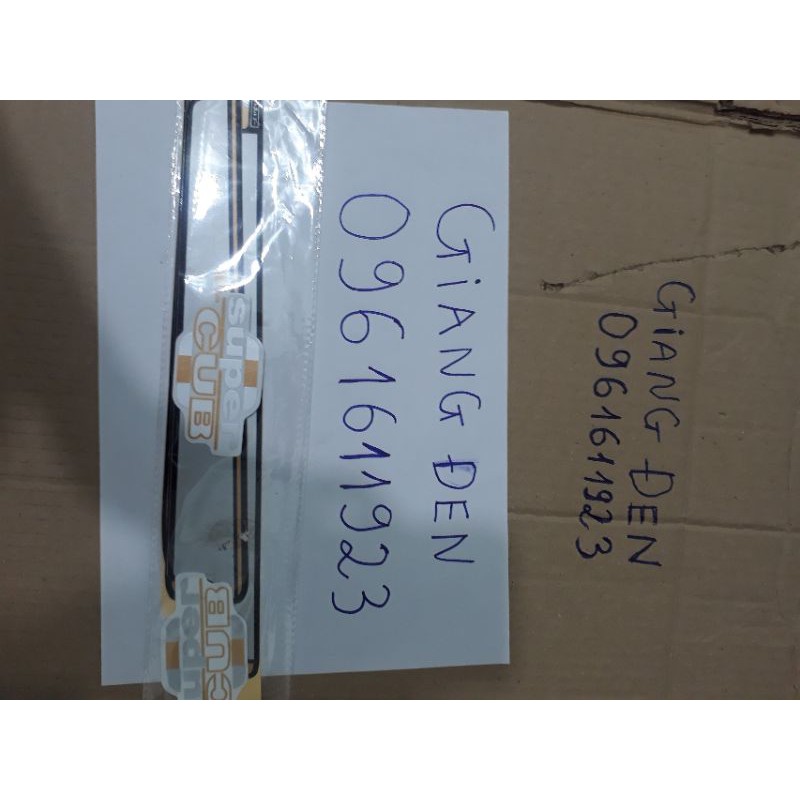 GiANG ĐEN
0961611923
GiANG ĐEN
0961611923
super
CUB
super
CUB